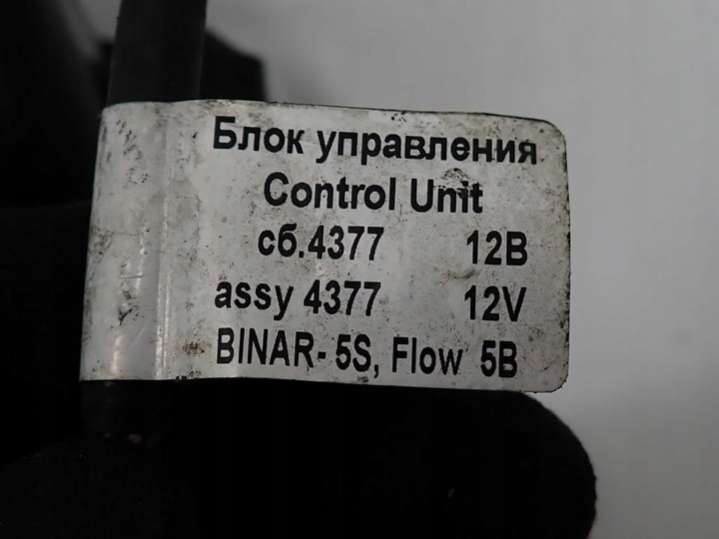 Блок управления
Control Unit
сб.4377 12В
assy 4377 12V
BINAR- 5S, Flow 5B